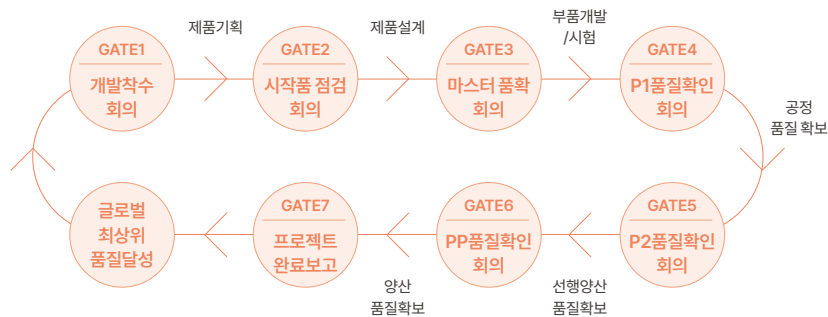 GATE1
개발착수
회의
제품기획
GATE2
시작품 점검
회의
제품설계
GATE3
마스터 품확
회의
부품개발
/시험
GATE4
P1품질확인
회의
공정
품질 확보
GATE5
P2품질확인
회의
선행양산
품질확보
GATE6
PP품질확인
회의
양산
품질확보
GATE7
프로젝트
완료보고
글로벌
최상위
품질달성